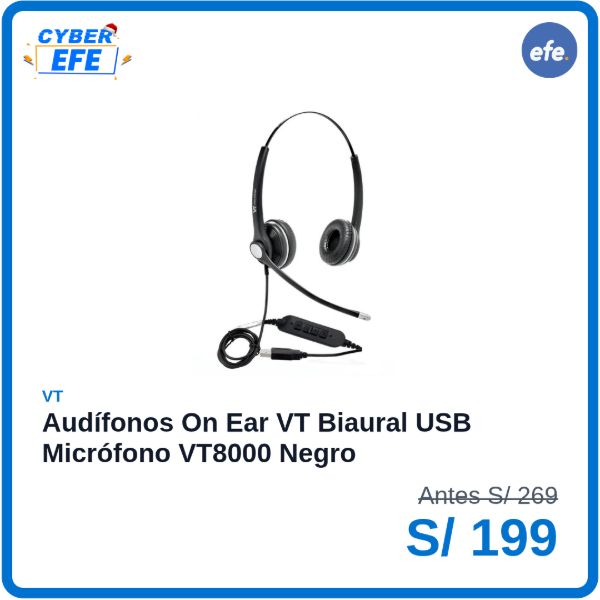 CYBER
EFE
efe.
VT
Audífonos On Ear VT Biaural USB
Micrófono VT8000 Negro
Antes S/ 269
S/ 199